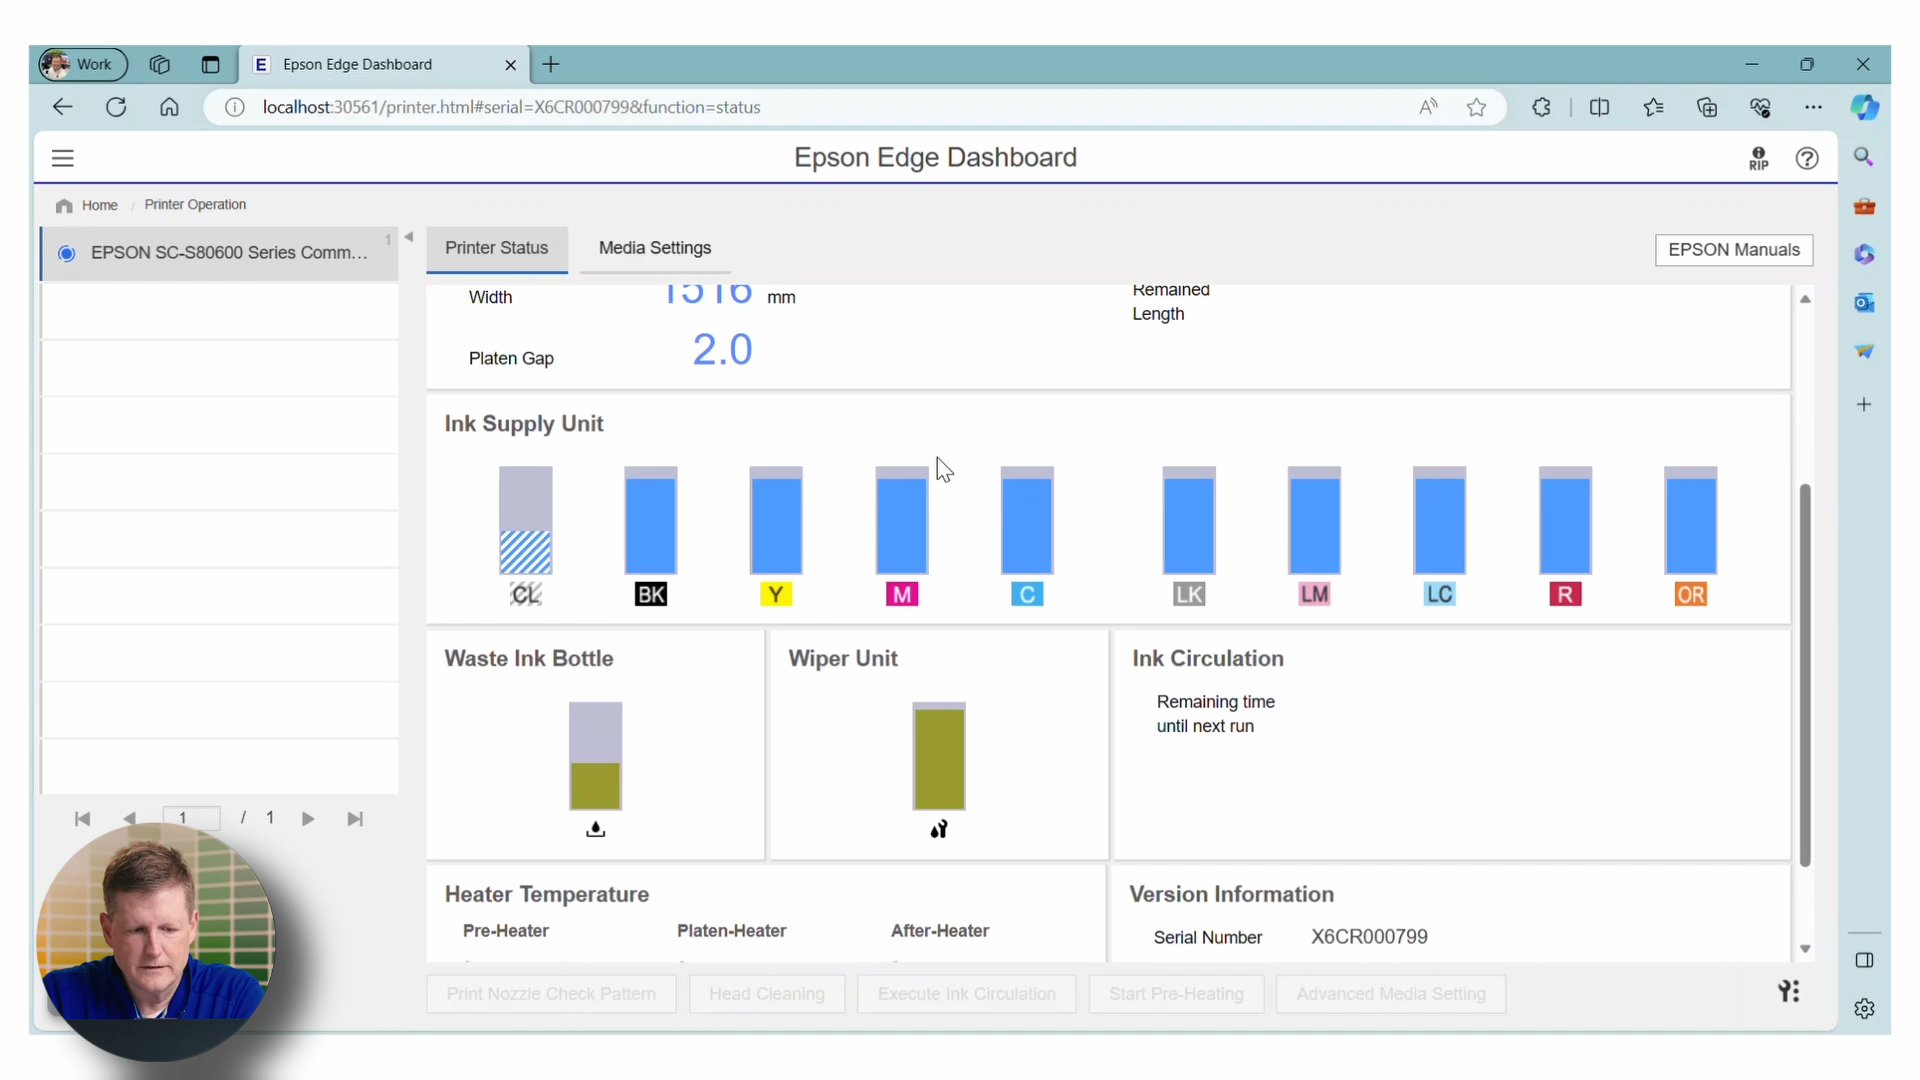 Work
Epson Edge Dashboard
localhost:30561/printer.html#serial=X6CR000799&function=status
Epson Edge Dashboard
RIP
Home / Printer Operation
EPSON SC-S80600 Series Comm...
1
Printer Status
Media Settings
EPSON Manuals
Width 1516 mm
Remained
Length
Platen Gap 2.0
Ink Supply Unit
CL BK Y M C LK LM LC R OR
Waste Ink Bottle
Wiper Unit
Ink Circulation
Remaining time
until next run
1 / 1
Heater Temperature
Pre-Heater Platen-Heater After-Heater
Version Information
Serial Number X6CR000799
Print Nozzle Check Pattern
Head Cleaning
Execute Ink Circulation
Start Pre-Heating
Advanced Media Setting